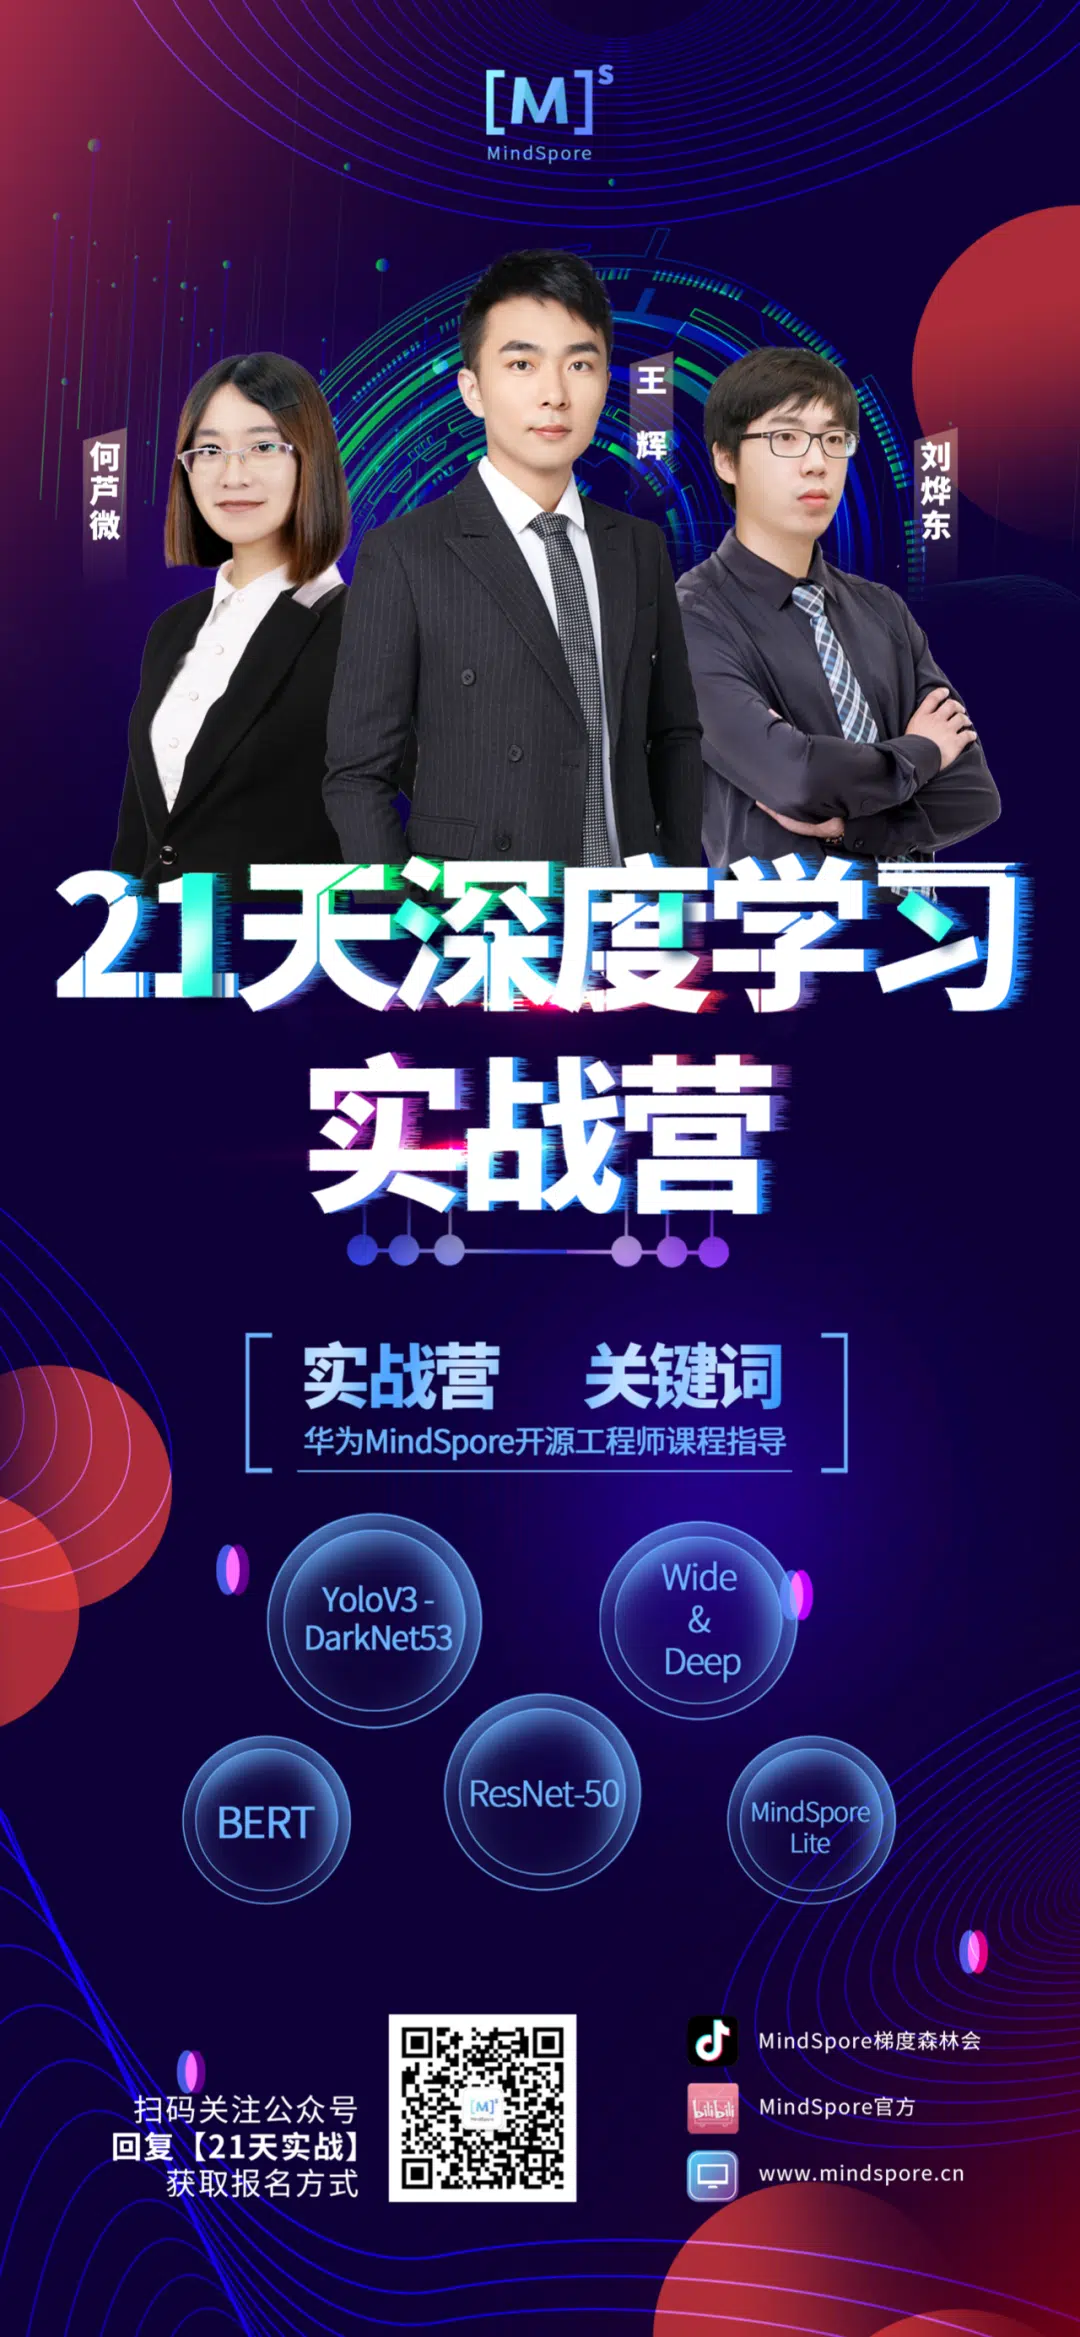 [M]s
MindSpore
何芦微
王辉
刘烨东
21天深度学习
实战营
实战营 关键词
华为MindSpore开源工程师课程指导
YoloV3-
DarkNet53
Wide
&
Deep
BERT
ResNet-50
MindSpore
Lite
扫码关注公众号
回复【21天实战】
获取报名方式
[M]s
MindSpore
MindSpore梯度森林会
bilibili
MindSpore官方
www.mindspore.cn